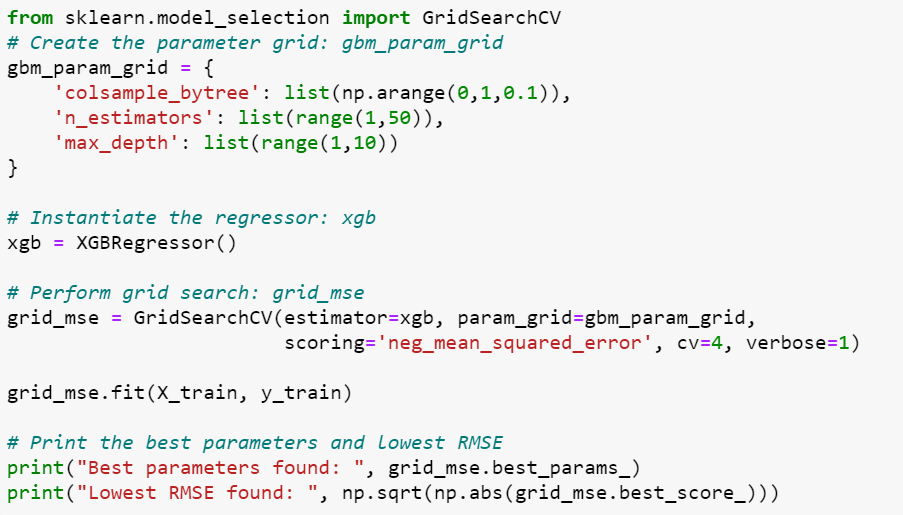 from sklearn.model_selection import GridSearchCV
# Create the parameter grid: gbm_param_grid
gbm_param_grid = {
    'colsample_bytree': list(np.arange(0,1,0.1)),
    'n_estimators': list(range(1,50)),
    'max_depth': list(range(1,10))
}
# Instantiate the regressor: xgb
xgb = XGBRegressor()
# Perform grid search: grid_mse
grid_mse = GridSearchCV(estimator=xgb, param_grid=gbm_param_grid,
                        scoring='neg_mean_squared_error', cv=4, verbose=1)
grid_mse.fit(X_train, y_train)
# Print the best parameters and lowest RMSE
print("Best parameters found: ", grid_mse.best_params_)
print("Lowest RMSE found: ", np.sqrt(np.abs(grid_mse.best_score_)))